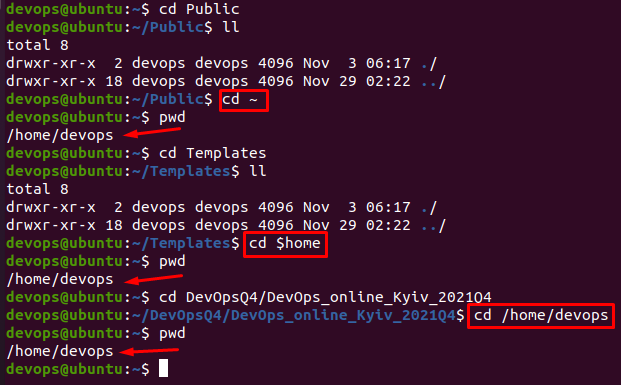 devops@ubuntu:~$ cd Public
devops@ubuntu:~/Public$ ll
total 8
drwxr-xr-x  2 devops devops 4096 Nov  3 06:17 ./
drwxr-xr-x 18 devops devops 4096 Nov 29 02:22 ../
devops@ubuntu:~/Public$ cd ~
devops@ubuntu:~$ pwd
/home/devops
devops@ubuntu:~$ cd Templates
devops@ubuntu:~/Templates$ ll
total 8
drwxr-xr-x  2 devops devops 4096 Nov  3 06:17 ./
drwxr-xr-x 18 devops devops 4096 Nov 29 02:22 ../
devops@ubuntu:~/Templates$ cd $home
devops@ubuntu:~$ pwd
/home/devops
devops@ubuntu:~$ cd DevOpsQ4/DevOps_online_Kyiv_2021Q4
devops@ubuntu:~/DevOpsQ4/DevOps_online_Kyiv_2021Q4$ cd /home/devops
devops@ubuntu:~$ pwd
/home/devops
devops@ubuntu:~$